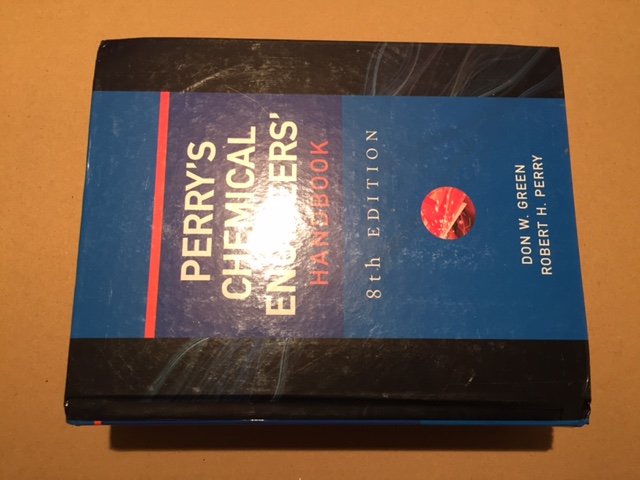 PERRY'S
CHEMICAL
ENGINEERS'
HANDBOOK
8th EDITION
DON W. GREEN
ROBERT H. PERRY